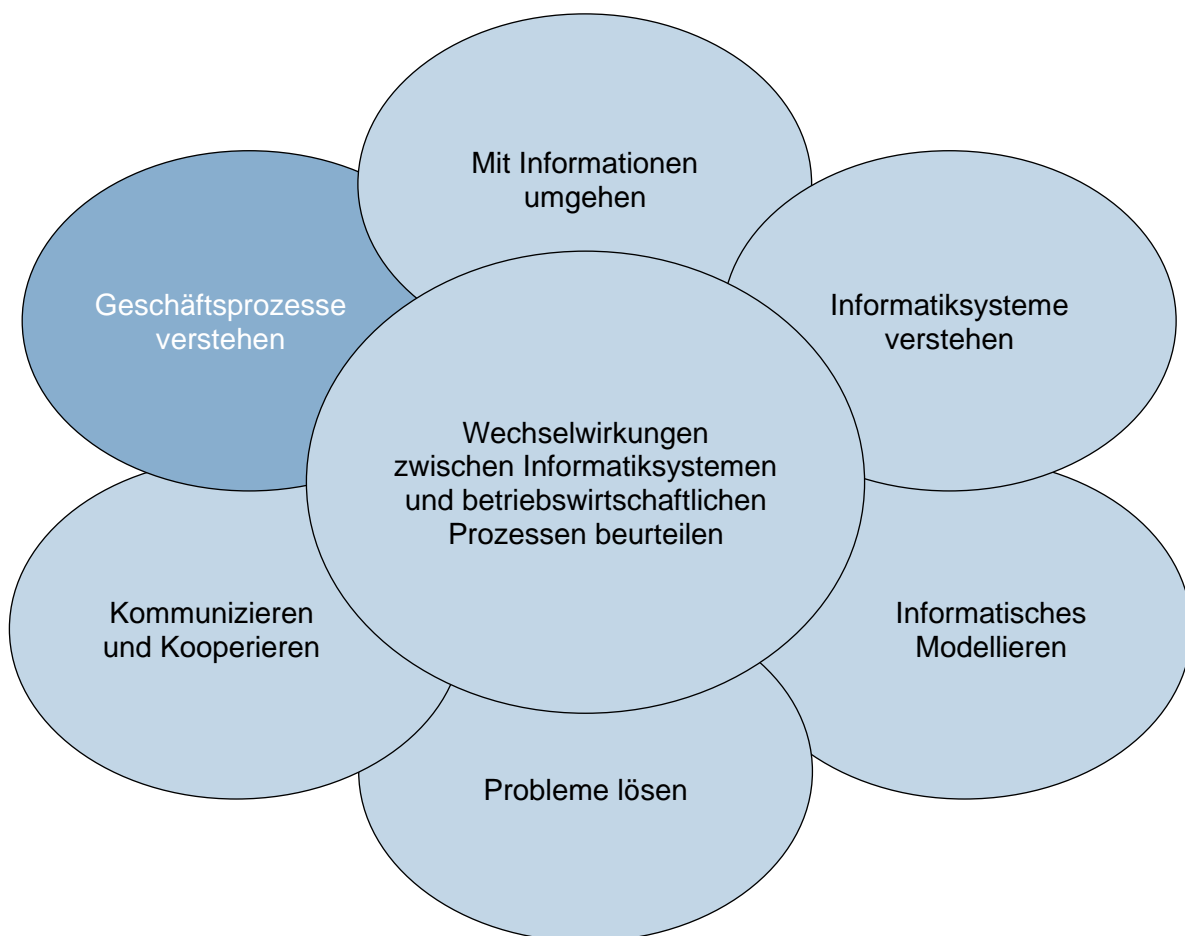 Mit Informationen
umgehen
Geschäftsprozesse
verstehen
Informatiksysteme
verstehen
Wechselwirkungen
zwischen Informatiksystemen
und betriebswirtschaftlichen
Prozessen beurteilen
Kommunizieren
und Kooperieren
Informatisches
Modellieren
Probleme lösen